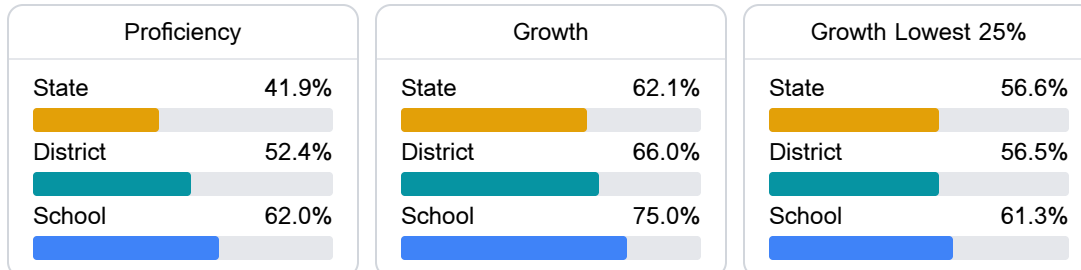 Proficiency
State 41.9%
District 52.4%
School 62.0%
Growth
State 62.1%
District 66.0%
School 75.0%
Growth Lowest 25%
State 56.6%
District 56.5%
School 61.3%